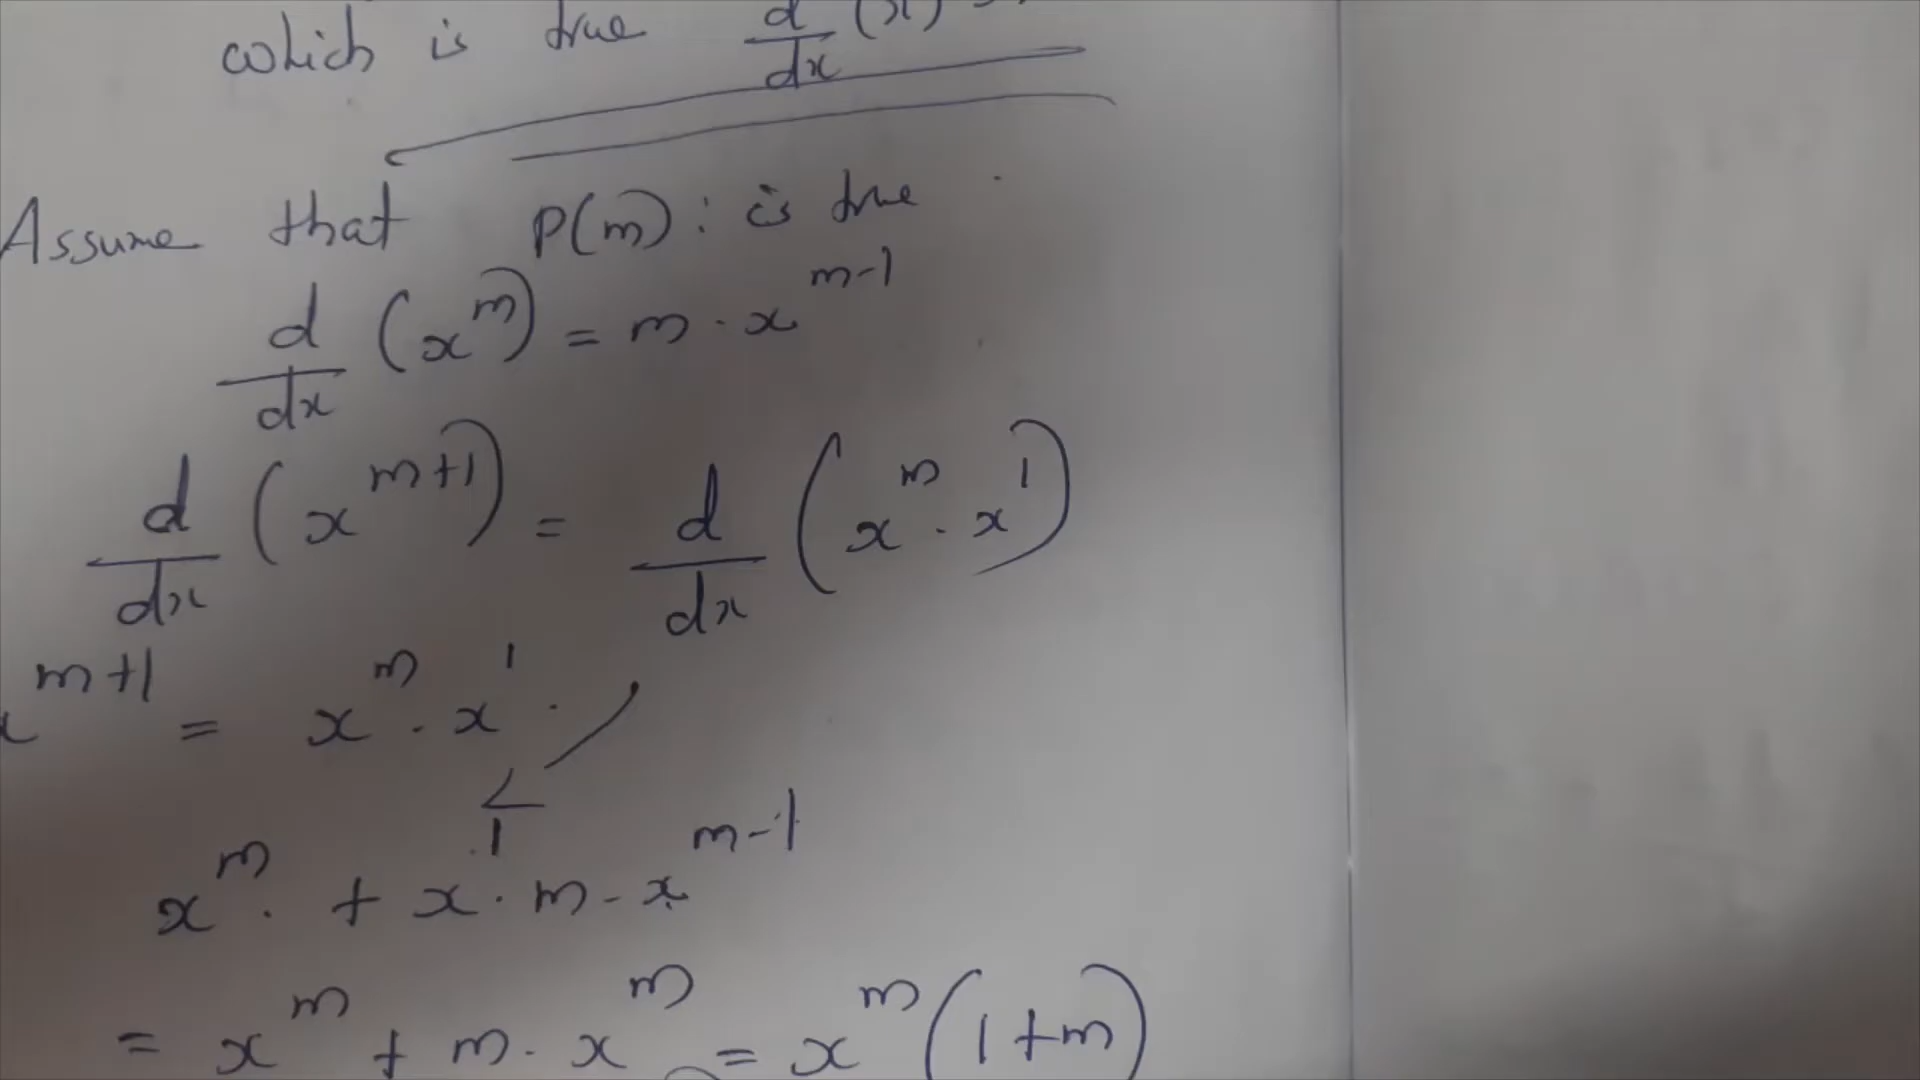 which is true d/dx (x)
Assume that P(m) : is true
d/dx (x^m) = m · x^(m-1)
d/dx (x^(m+1)) = d/dx (x^m · x^1)
x^(m+1) = x^m · x^1 ·
x^m · + x^1 · m · x^(m-1)
= x^m + m · x^m = x^m (1+m)